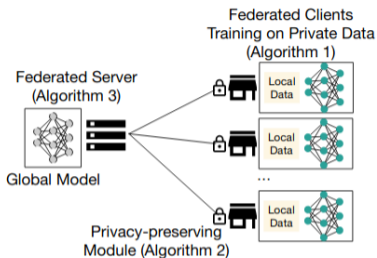 Federated Clients
Training on Private Data
(Algorithm 1)
Federated Server
(Algorithm 3)
Global Model
Local
Data
Local
Data
...
Local
Data
Privacy-preserving
Module (Algorithm 2)